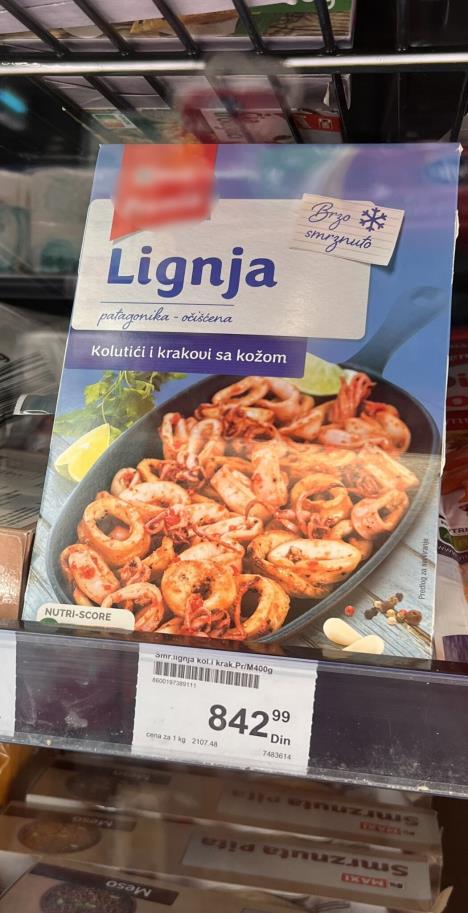 Brzo
smrznuto
Lignja
patagonika - očišćena
Kolutići i krakovi sa kožom
Predlog za serviranje
NUTRI-SCORE
Smr.lignja kol.i krak.Pr/M400g
8600197389111
842 99
Din
cena za 1 kg 2107.48
7483614
Smrznuta pita
MAXI
Meso
Smrznuta pita
MAXI
Meso